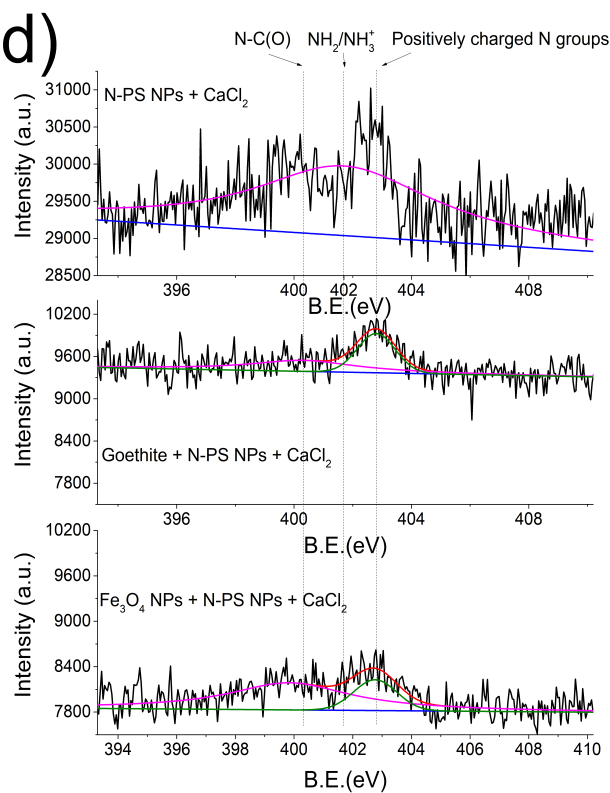 d)
N-C(O) NH₂/NH₃⁺ Positively charged N groups
N-PS NPs + CaCl₂
Intensity (a.u.)
31000
30500
30000
29500
29000
28500
396 400 402 404 408
B.E.(eV)
Intensity (a.u.)
10200
9600
9000
8400
7800
Goethite + N-PS NPs + CaCl₂
396 400 404 408
B.E.(eV)
Intensity (a.u.)
10200
9600
9000
8400
7800
Fe₃O₄ NPs + N-PS NPs + CaCl₂
394 396 398 400 402 404 406 408 410
B.E.(eV)